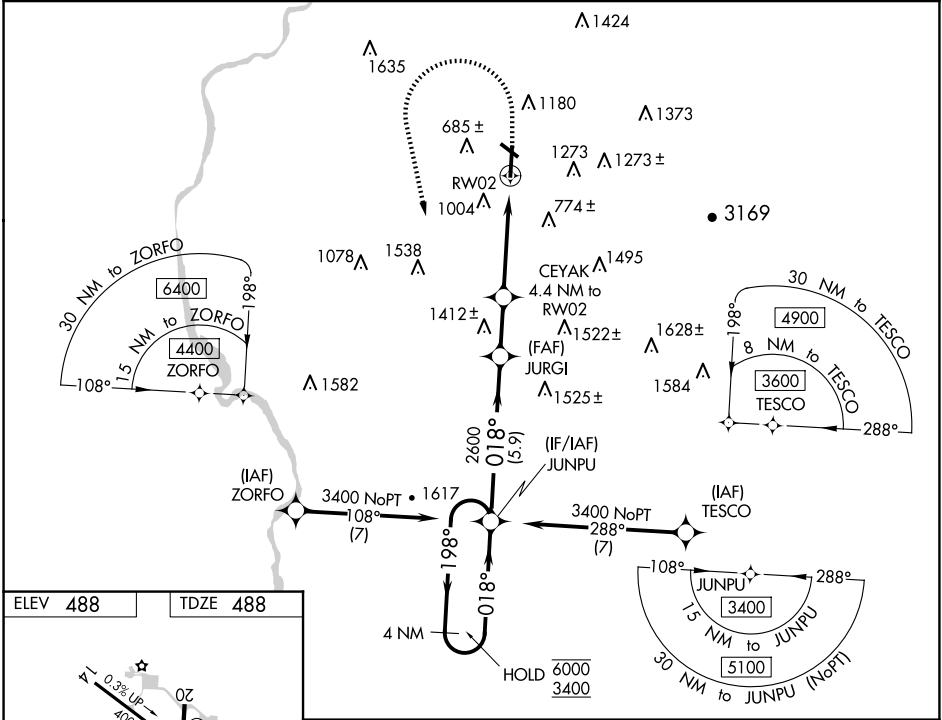 1424
1635
1180
1373
685 ±
1273
1273 ±
RW02
1004
774 ±
3169
1078
1538
CEYAK
4.4 NM to
RW02
1495
1412 ±
1522 ±
1628 ±
1584
(FAF)
JURGI
1525 ±
1582
30 NM to ZORFO
6400
198°
15 NM to ZORFO
4400
ZORFO
108°
30 NM to TESCO
4900
198°
8 NM to TESCO
3600
TESCO
288°
2600
018°
(5.9)
(IF/IAF)
JUNPU
(IAF)
ZORFO
3400 NoPT
108°
(7)
1617
3400 NoPT
288°
(7)
(IAF)
TESCO
198°
018°
4 NM
HOLD 6000
3400
108°
JUNPU
288°
3400
15 NM to JUNPU
5100
30 NM to JUNPU (NoPT)
ELEV 488
TDZE 488
14
0.3% UP
20